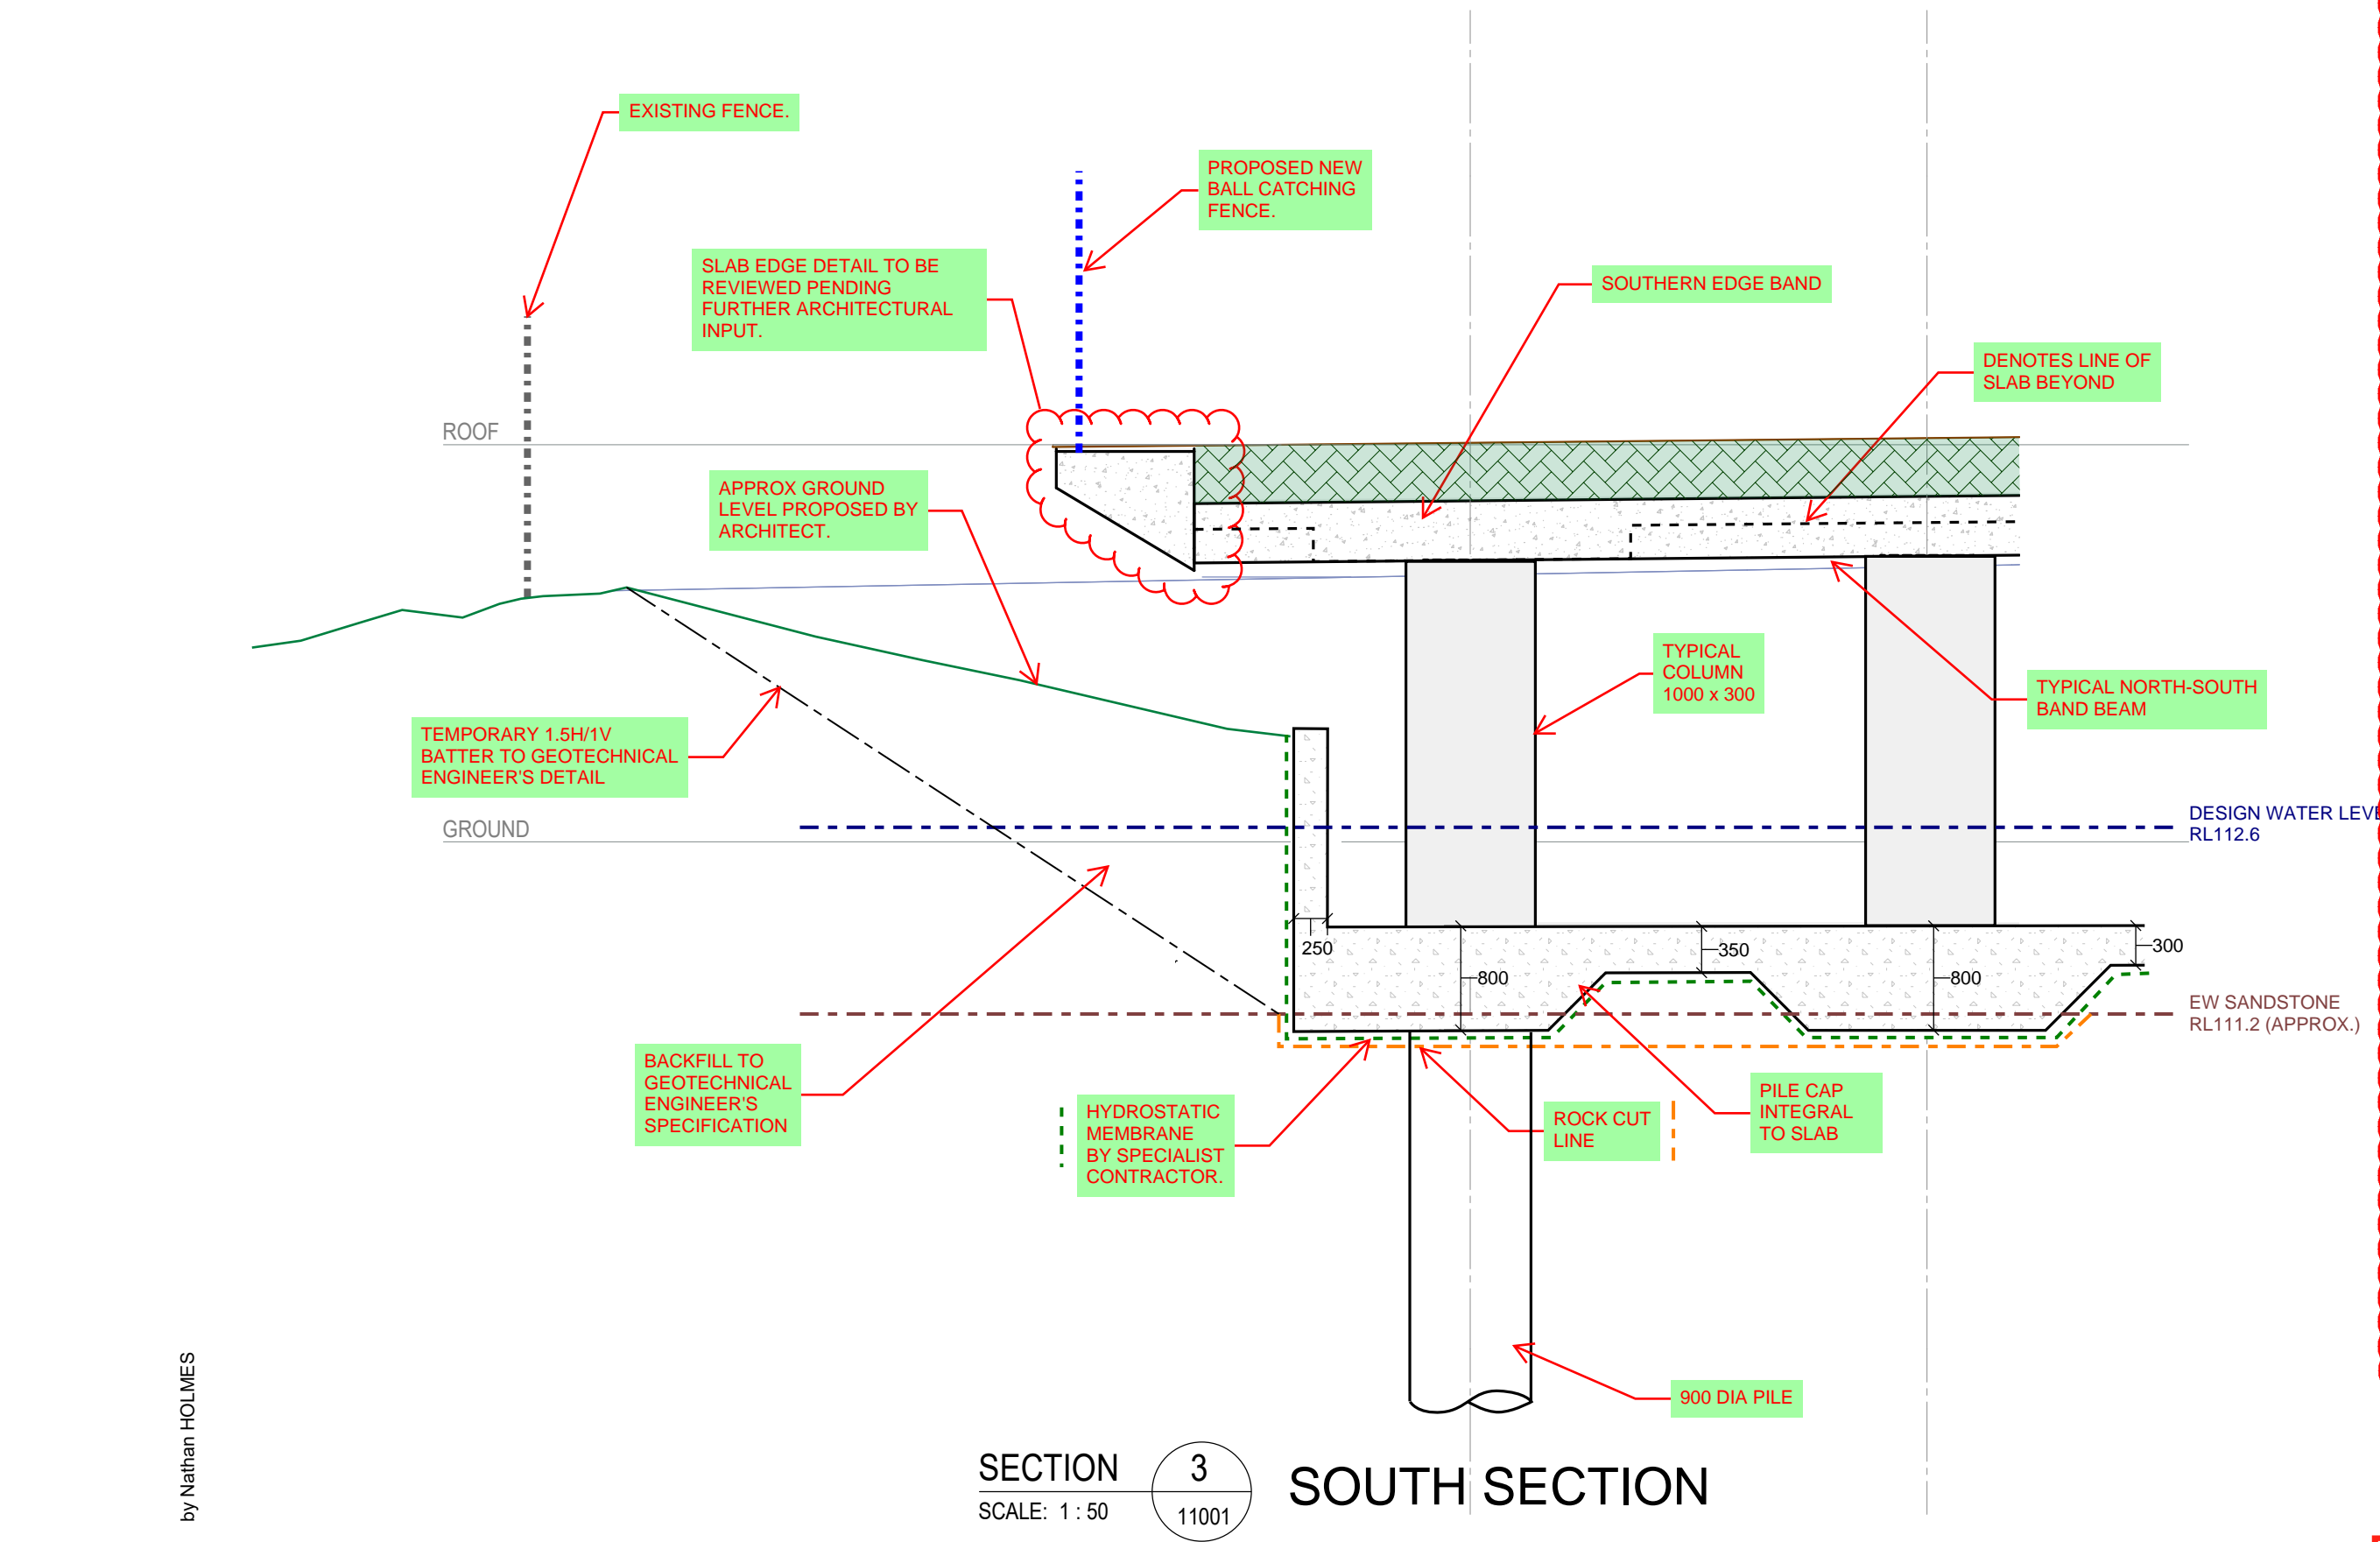 EXISTING FENCE.
PROPOSED NEW
BALL CATCHING
FENCE.
SLAB EDGE DETAIL TO BE
REVIEWED PENDING
FURTHER ARCHITECTURAL
INPUT.
SOUTHERN EDGE BAND
DENOTES LINE OF
SLAB BEYOND
ROOF
APPROX GROUND
LEVEL PROPOSED BY
ARCHITECT.
TYPICAL
COLUMN
1000 x 300
TYPICAL NORTH-SOUTH
BAND BEAM
TEMPORARY 1.5H/1V
BATTER TO GEOTECHNICAL
ENGINEER'S DETAIL
GROUND
DESIGN WATER LEVE
RL112.6
250
800
350
800
300
EW SANDSTONE
RL111.2 (APPROX.)
BACKFILL TO
GEOTECHNICAL
ENGINEER'S
SPECIFICATION
HYDROSTATIC
MEMBRANE
BY SPECIALIST
CONTRACTOR.
ROCK CUT
LINE
PILE CAP
INTEGRAL
TO SLAB
900 DIA PILE
by Nathan HOLMES
SECTION
SCALE: 1 : 50
3
11001
SOUTH SECTION